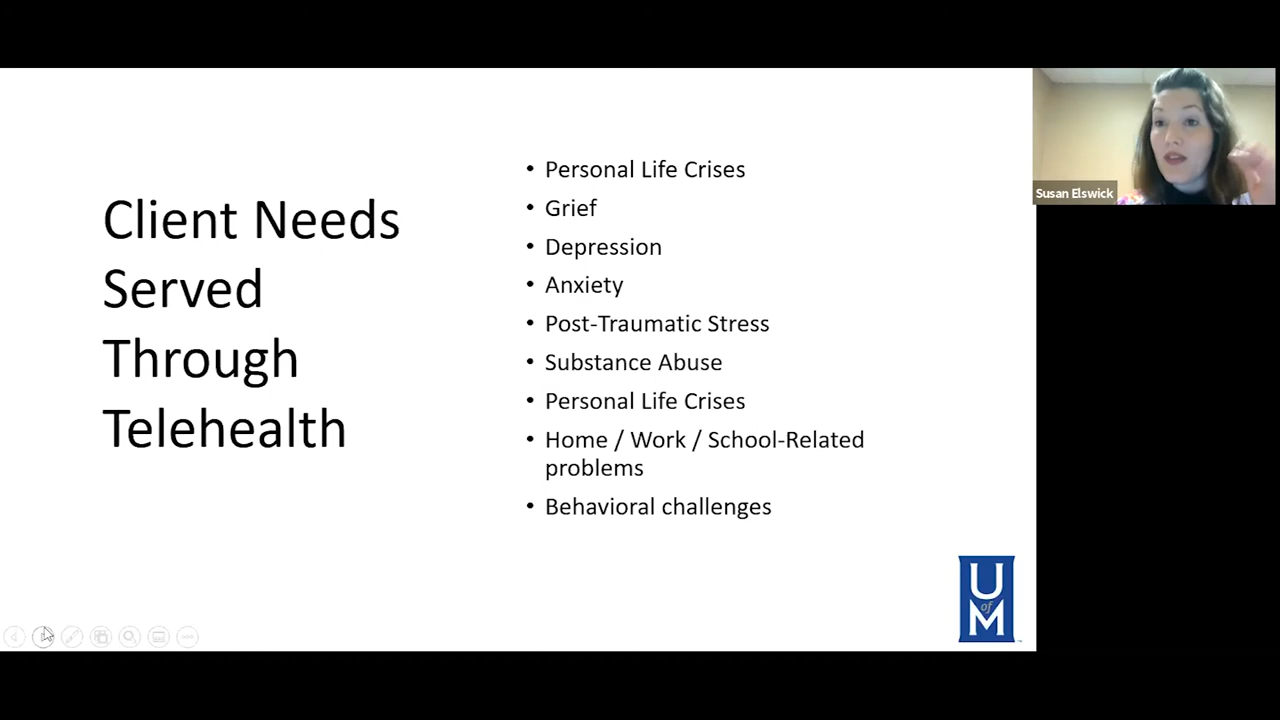 Client Needs
Served
Through
Telehealth
• Personal Life Crises
• Grief
• Depression
• Anxiety
• Post-Traumatic Stress
• Substance Abuse
• Personal Life Crises
• Home / Work / School-Related
problems
• Behavioral challenges
Susan Elswick
U
of
M